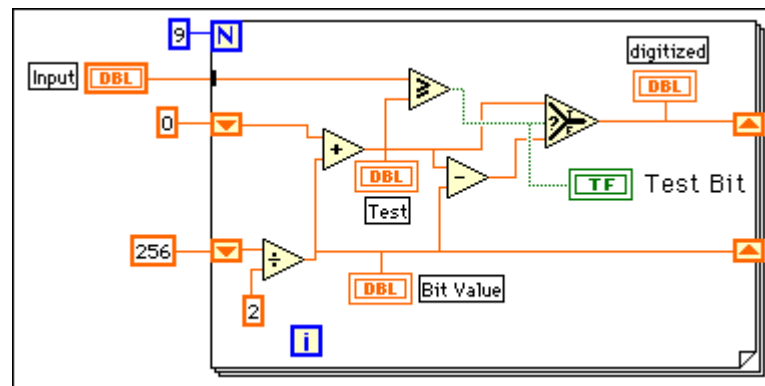 9 N
digitized
Input DBL
DBL
≥
0
? T F
+
DBL
-
TF Test Bit
Test
256
÷
DBL Bit Value
2
i